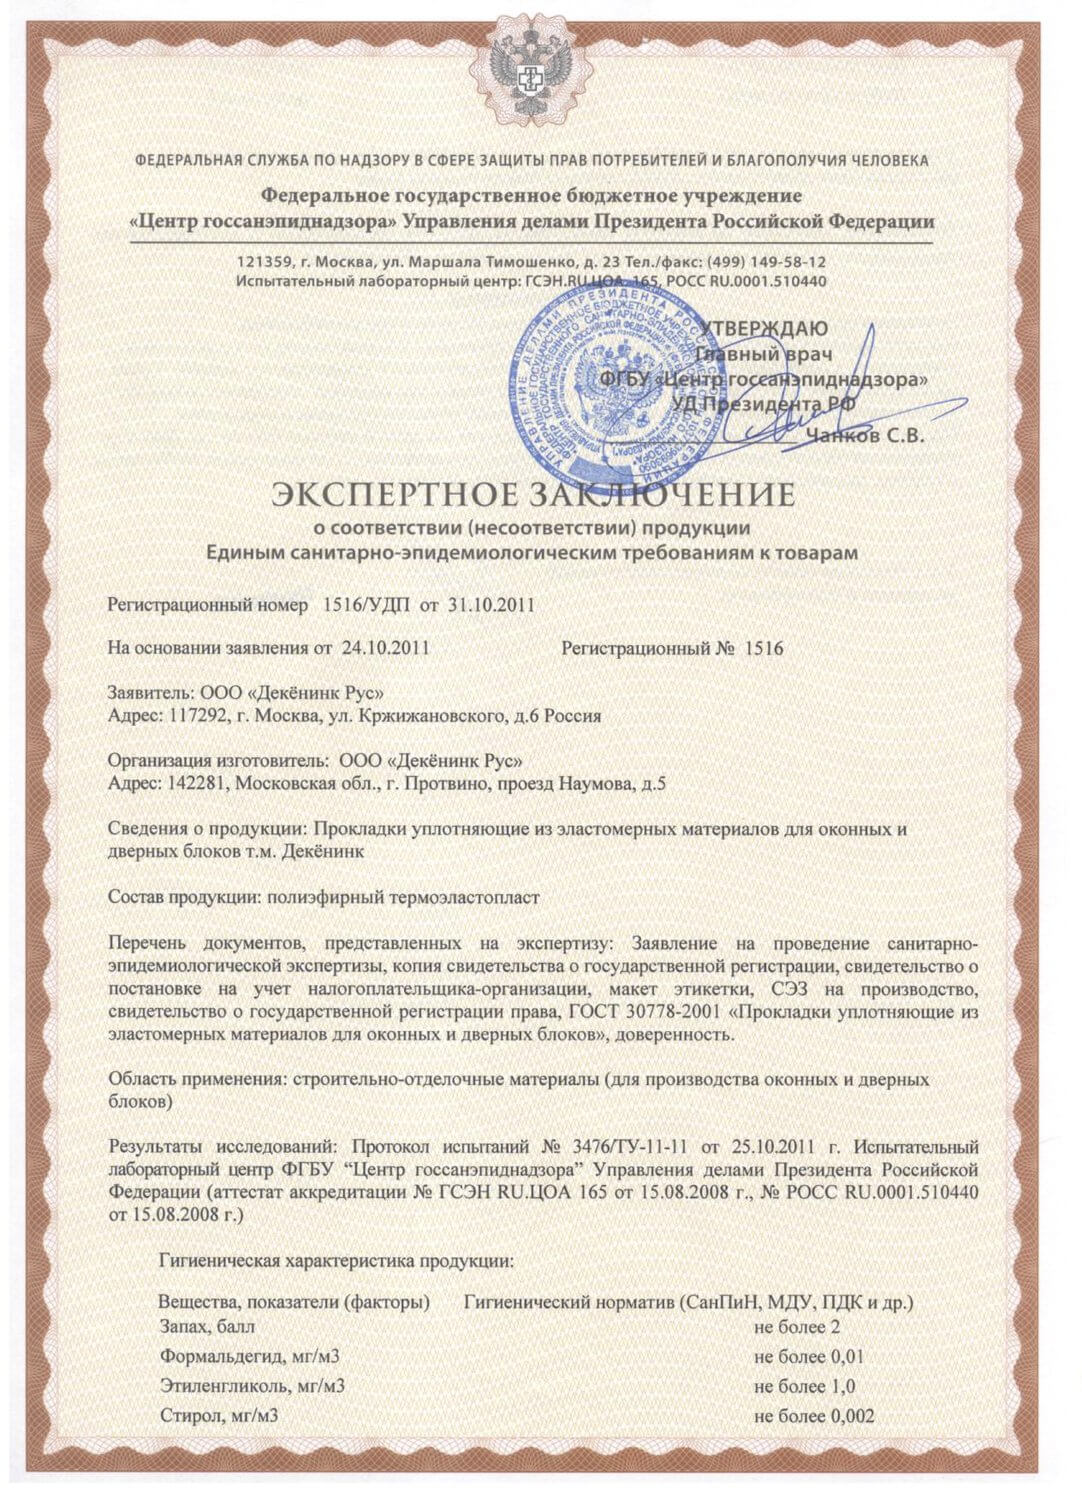 ФЕДЕРАЛЬНАЯ СЛУЖБА ПО НАДЗОРУ В СФЕРЕ ЗАЩИТЫ ПРАВ ПОТРЕБИТЕЛЕЙ И БЛАГОПОЛУЧИЯ ЧЕЛОВЕКА
Федеральное государственное бюджетное учреждение
«Центр госсанэпиднадзора» Управления делами Президента Российской Федерации
121359, г. Москва, ул. Маршала Тимошенко, д. 23 Тел./факс: (499) 149-58-12
Испытательный лабораторный центр: ГСЭН.RU.ЦОА. 165, РОСС RU.0001.510440
УТВЕРЖДАЮ
Главный врач
ФГБУ «Центр госсанэпиднадзора»
УД Президента РФ
Чапков С.В.
ЭКСПЕРТНОЕ ЗАКЛЮЧЕНИЕ
о соответствии (несоответствии) продукции
Единым санитарно-эпидемиологическим требованиям к товарам
Регистрационный номер 1516/УДП от 31.10.2011
На основании заявления от 24.10.2011 Регистрационный № 1516
Заявитель: ООО «Декёнинк Рус»
Адрес: 117292, г. Москва, ул. Кржижановского, д.6 Россия
Организация изготовитель: ООО «Декёнинк Рус»
Адрес: 142281, Московская обл., г. Протвино, проезд Наумова, д.5
Сведения о продукции: Прокладки уплотняющие из эластомерных материалов для оконных и
дверных блоков т.м. Декёнинк
Состав продукции: полиэфирный термоэластопласт
Перечень документов, представленных на экспертизу: Заявление на проведение санитарно-
эпидемиологической экспертизы, копия свидетельства о государственной регистрации, свидетельство о
постановке на учет налогоплательщика-организации, макет этикетки, СЭЗ на производство,
свидетельство о государственной регистрации права, ГОСТ 30778-2001 «Прокладки уплотняющие из
эластомерных материалов для оконных и дверных блоков», доверенность.
Область применения: строительно-отделочные материалы (для производства оконных и дверных
блоков)
Результаты исследований: Протокол испытаний № 3476/ТУ-11-11 от 25.10.2011 г. Испытательный
лабораторный центр ФГБУ “Центр госсанэпиднадзора” Управления делами Президента Российской
Федерации (аттестат аккредитации № ГСЭН RU.ЦОА 165 от 15.08.2008 г., № РОСС RU.0001.510440
от 15.08.2008 г.)
Гигиеническая характеристика продукции:
Вещества, показатели (факторы) Гигиенический норматив (СанПиН, МДУ, ПДК и др.)
Запах, балл не более 2
Формальдегид, мг/м3 не более 0,01
Этиленгликоль, мг/м3 не более 1,0
Стирол, мг/м3 не более 0,002